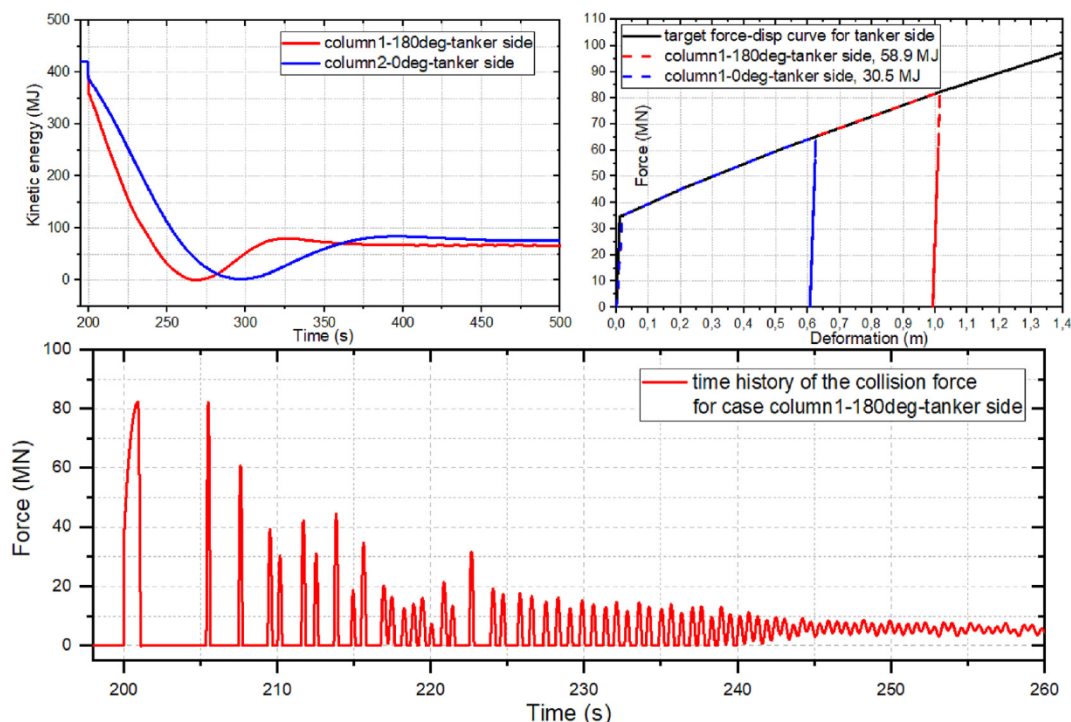 500
400
300
200
100
0
Kinetic energy (MJ)
column1-180deg-tanker side
column2-0deg-tanker side
200 250 300 350 400 450 500
Time (s)
110
100
90
80
70
60
50
40
30
20
10
0
Force (MN)
target force-disp curve for tanker side
column1-180deg-tanker side, 58.9 MJ
column1-0deg-tanker side, 30.5 MJ
0,0 0,1 0,2 0,3 0,4 0,5 0,6 0,7 0,8 0,9 1,0 1,1 1,2 1,3 1,4
Deformation (m)
80
60
40
20
0
Force (MN)
time history of the collision force
for case column1-180deg-tanker side
200 210 220 230 240 250 260
Time (s)